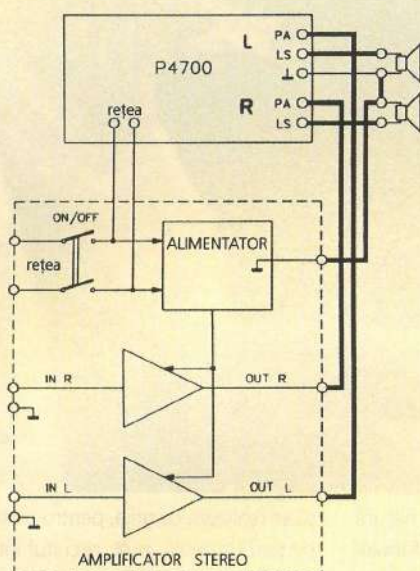 L PA
LS
P4700
⊥
R PA
rețea
LS
ON/OFF
ALIMENTATOR
rețea
IN R OUT R
IN L OUT L
AMPLIFICATOR STEREO